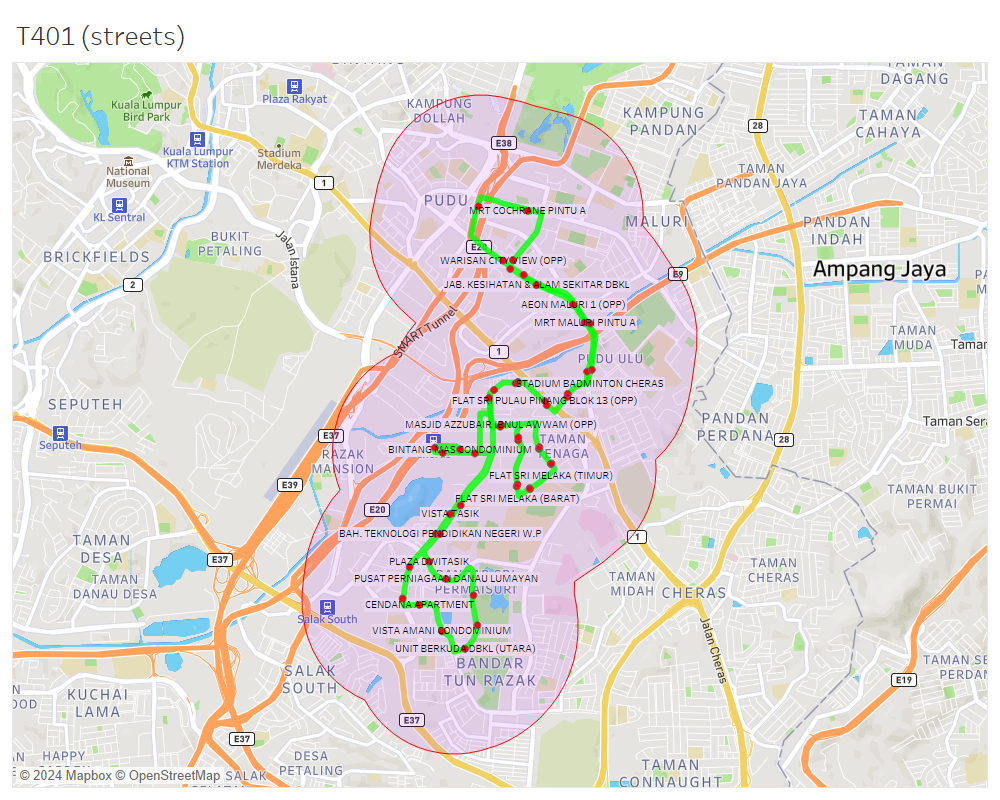 T401 (streets)
TAMAN
DAGANG
Plaza Rakyat
KAMPUNG
DOLLAH
Kuala Lumpur
Bird Park
KAMPUNG
PANDAN
28
TAMAN
CAHAYA
E38
Kuala Lumpur
KTM Station
Stadium
Merdeka
National
Museum
1
TAMAN
PANDAN JAYA
KL Sentral
PUDU
MRT COCHRANE PINTU A
MALURI
PANDAN
INDAH
BUKIT
PETALING
Jalan Istana
BRICKFIELDS
WARISAN CITYVIEW (OPP)
E9
Ampang Jaya
2
JAB. KESIHATAN & ALAM SEKITAR DBKL
AEON MALURI 1 (OPP)
MRT MALURI PINTU A
SMART Tunnel
TAMAN
MUDA
1
PUDU ULU
STADIUM BADMINTON CHERAS
SEPUTEH
FLAT SRI PULAU PINANG BLOK 13 (OPP)
PANDAN
PERDANA
MASJID AZZUBAIR IBNUL AWWAM (OPP)
Seputeh
E37
28
RAZAK
MANSION
BINTANG MAS CONDOMINIUM
TAMAN
FLAT SRI MELAKA (TIMUR)
E39
FLAT SRI MELAKA (BARAT)
TAMAN BUKIT
PERMAI
E20
VISTA TASIK
BAH. TEKNOLOGI PENDIDIKAN NEGERI W.P
1
TAMAN
DESA
E37
PLAZA DWITASIK
TAMAN
DANAU DESA
PUSAT PERNIAGAAN DANAU LUMAYAN
PERMAISURI
TAMAN
MIDAH
TAMAN
CHERAS
CHERAS
CENDANA APARTMENT
Salak South
Jalan Cheras
VISTA AMANI CONDOMINIUM
UNIT BERKUDA DBKL (UTARA)
BANDAR
TUN RAZAK
SALAK
SOUTH
E19
KUCHAI
LAMA
E37
E37
HAPPY
DESA
PETALING
TAMAN
CONNAUGHT
© 2024 Mapbox © OpenStreetMap
SALAK